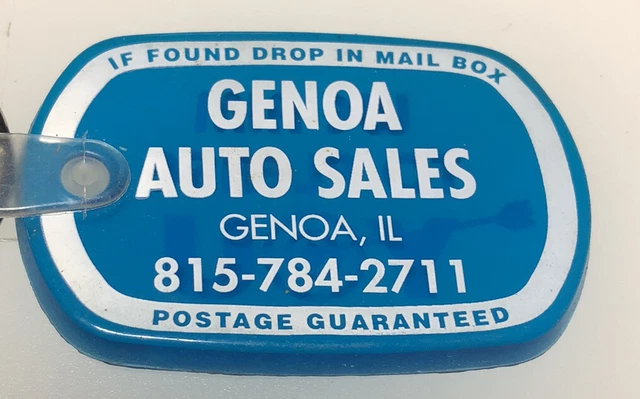 IF FOUND DROP IN MAIL BOX
GENOA
AUTO SALES
GENOA, IL
815-784-2711
POSTAGE GUARANTEED